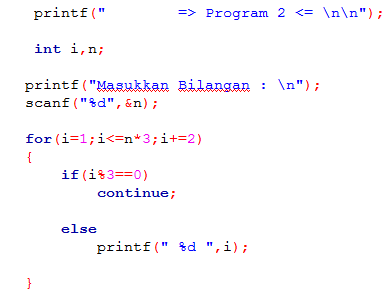 printf("         => Program 2 <= \n\n");
int i,n;
printf("Masukkan Bilangan : \n");
scanf("%d",&n);
for(i=1;i<=n*3;i+=2)
{
if(i%3==0)
continue;
else
printf(" %d ",i);
}